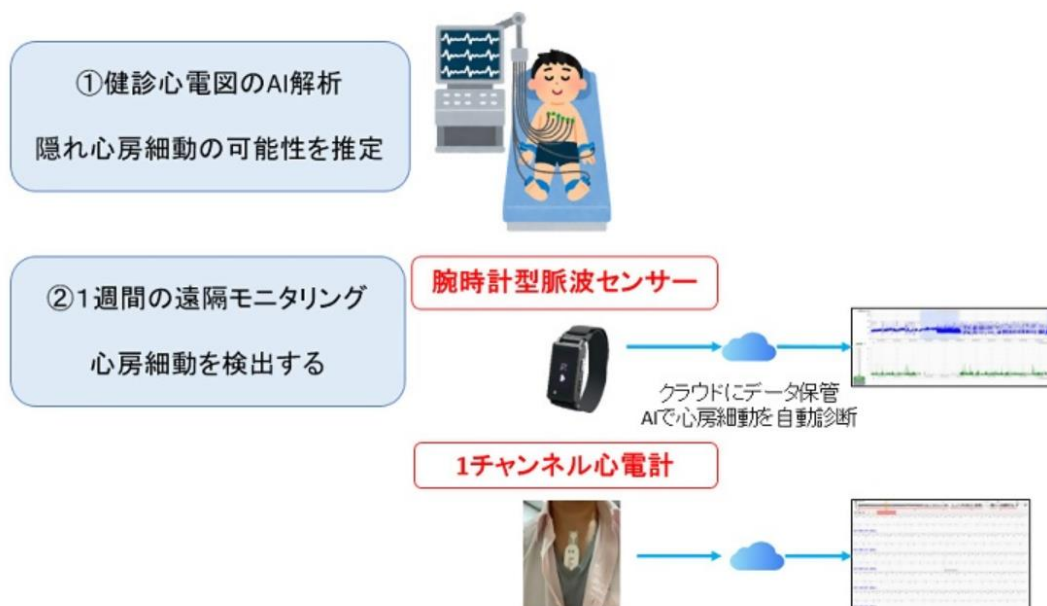 ①健診心電図のAI解析
隠れ心房細動の可能性を推定
②1週間の遠隔モニタリング
心房細動を検出する
腕時計型脈波センサー
クラウドにデータ保管
AIで心房細動を自動診断
1チャンネル心電計